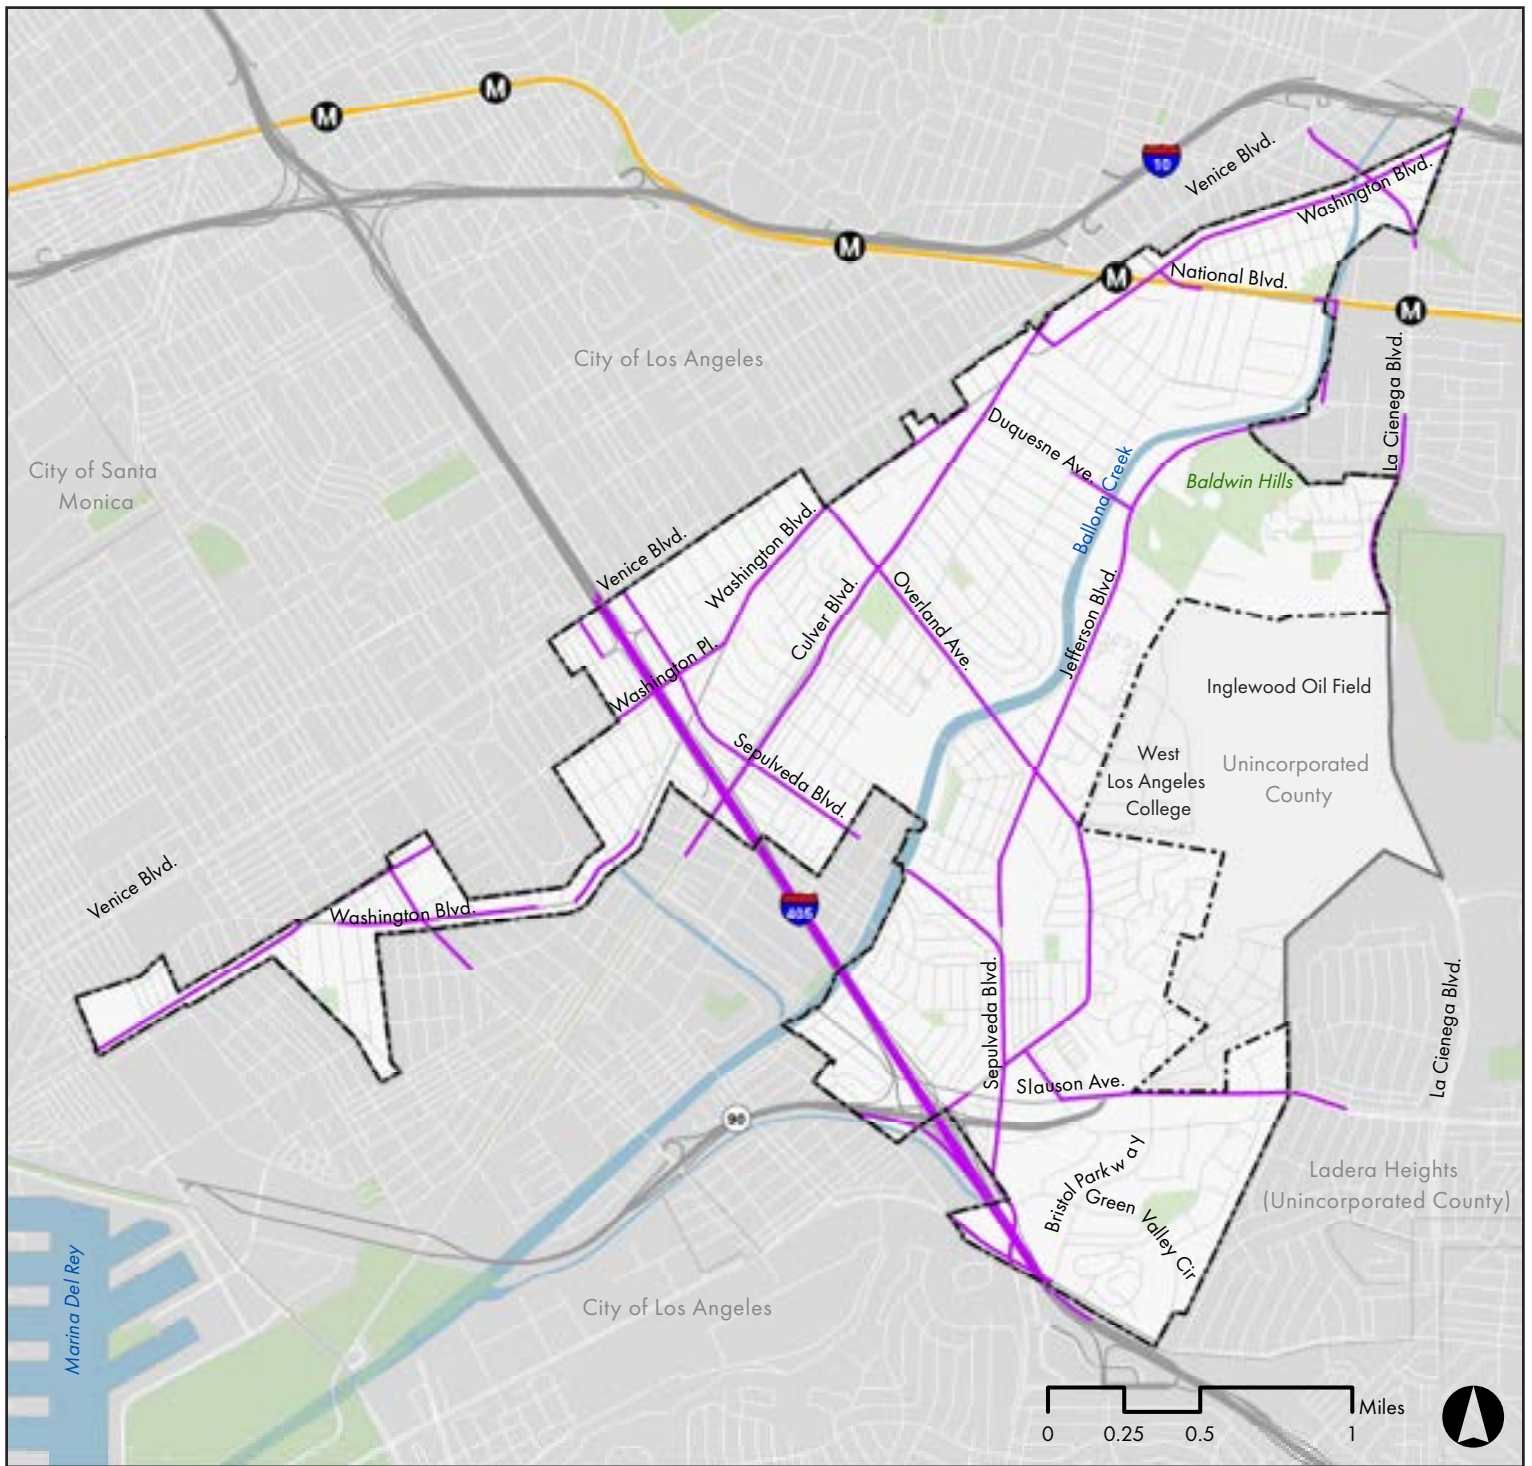 M
M
10
Venice Blvd.
Washington Blvd.
M
M
National Blvd.
M
City of Los Angeles
La Cienega Blvd.
Duquesne Ave.
City of Santa
Monica
Baldwin Hills
Ballona Creek
Venice Blvd.
Washington Blvd.
Culver Blvd.
Overland Ave.
Jefferson Blvd.
Washington Pl.
Inglewood Oil Field
Sepulveda Blvd.
West
Los Angeles
College
Unincorporated
County
Venice Blvd.
Washington Blvd.
405
Sepulveda Blvd.
La Cienega Blvd.
Slauson Ave.
90
Bristol Parkway
Green Valley Cir
Ladera Heights
(Unincorporated County)
Marina Del Rey
City of Los Angeles
Miles
0 0.25 0.5 1